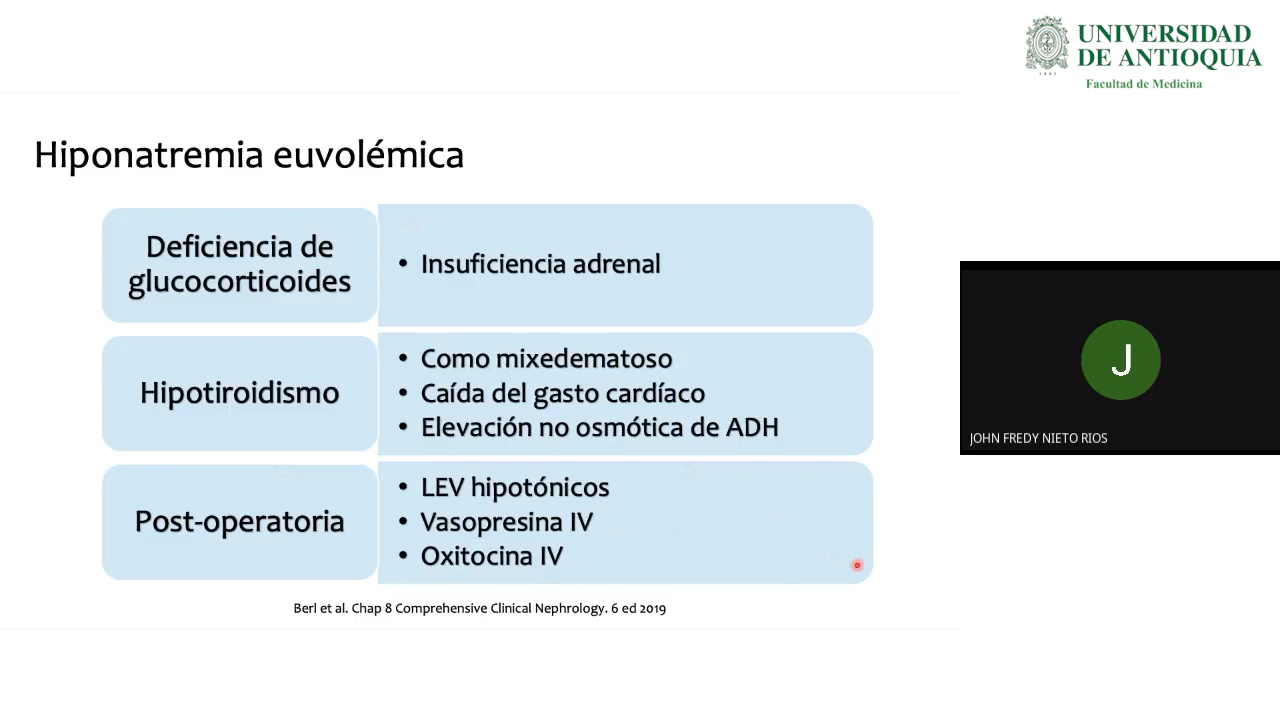 UNIVERSIDAD
DE ANTIOQUIA
1803
Facultad de Medicina
Hiponatremia euvolémica
Deficiencia de
glucocorticoides
• Insuficiencia adrenal
Hipotiroidismo
• Como mixedematoso
• Caída del gasto cardíaco
• Elevación no osmótica de ADH
Post-operatoria
• LEV hipotónicos
• Vasopresina IV
• Oxitocina IV
Berl et al. Chap 8 Comprehensive Clinical Nephrology. 6 ed 2019
J
JOHN FREDY NIETO RIOS